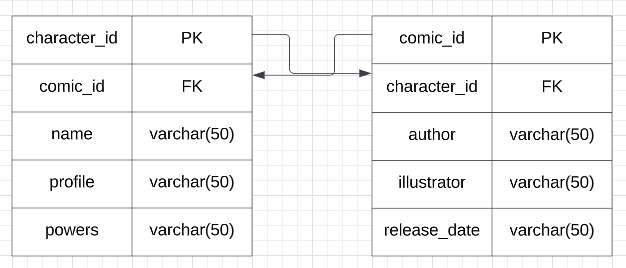 character_id PK
comic_id FK
name varchar(50)
profile varchar(50)
powers varchar(50)
comic_id PK
character_id FK
author varchar(50)
illustrator varchar(50)
release_date varchar(50)